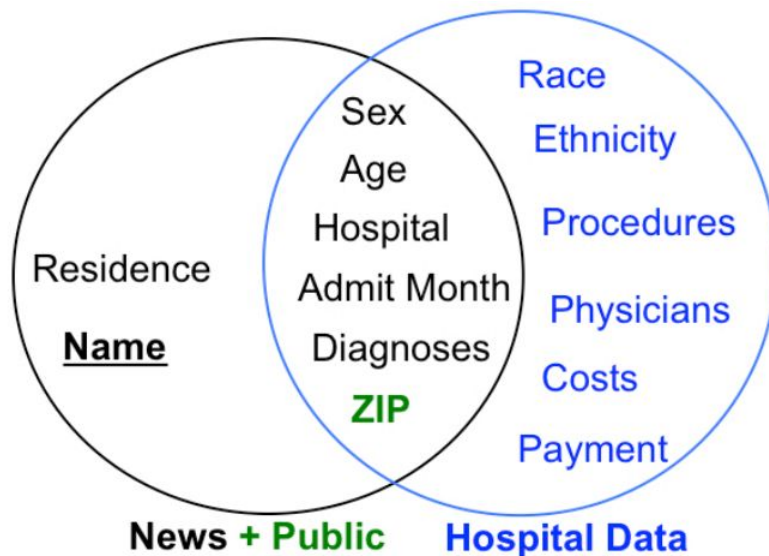 Residence
Name
Sex
Age
Hospital
Admit Month
Diagnoses
ZIP
Race
Ethnicity
Procedures
Physicians
Costs
Payment
News + Public
Hospital Data